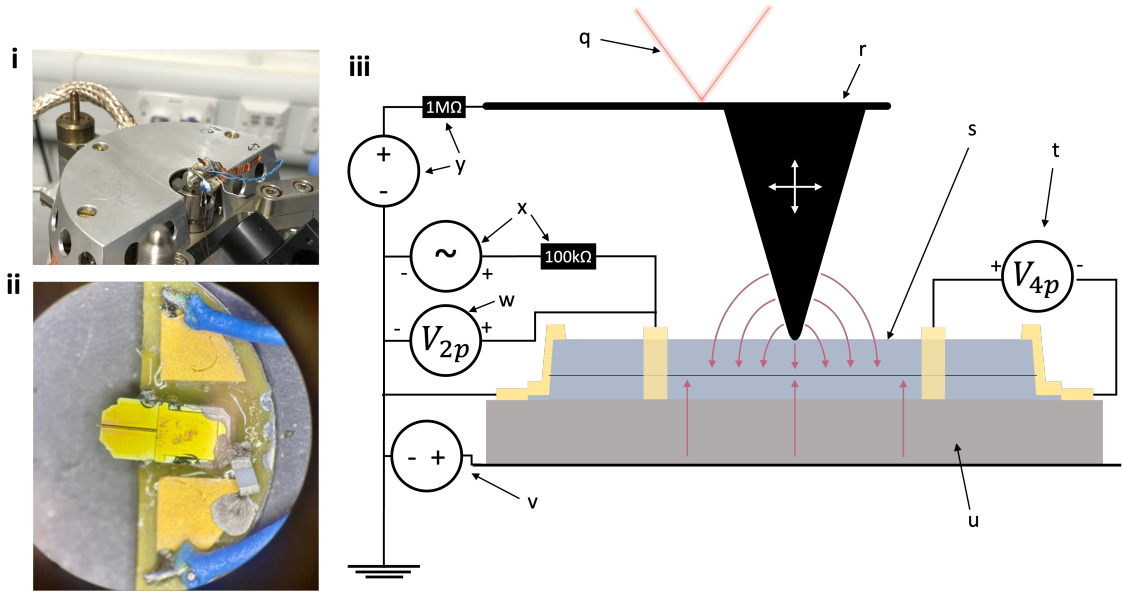 i
ii
iii
q
r
s
t
1MΩ
+
-
y
x
~
100kΩ
-
+
w
-
V2p
+
+
V4p
-
- +
v
u